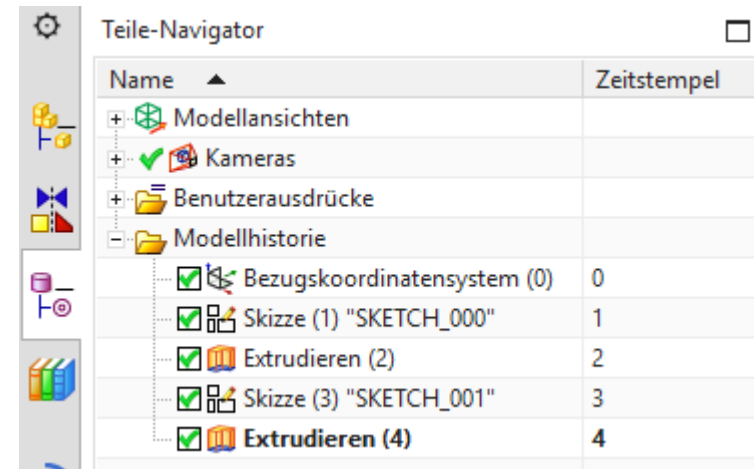 Teile-Navigator
Name Zeitstempel
Modellansichten
Kameras
Benutzerausdrücke
Modellhistorie
Bezugskoordinatensystem (0) 0
Skizze (1) "SKETCH_000" 1
Extrudieren (2) 2
Skizze (3) "SKETCH_001" 3
Extrudieren (4) 4